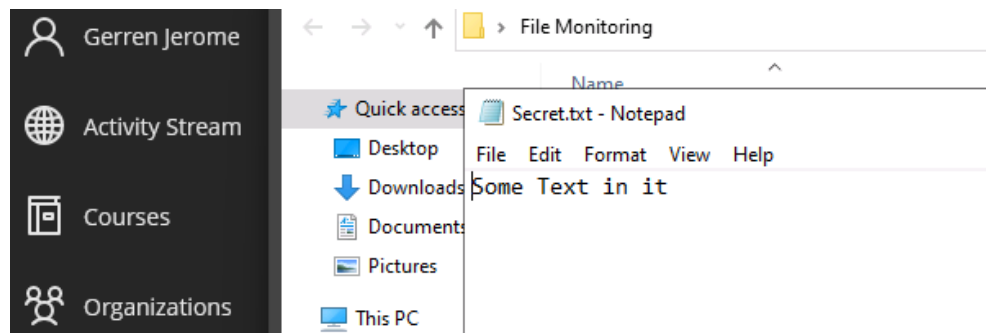 Gerren Jerome
Activity Stream
Courses
Organizations
File Monitoring
Name
Quick access
Desktop
Downloads
Documents
Pictures
This PC
Secret.txt - Notepad
File Edit Format View Help
Some Text in it